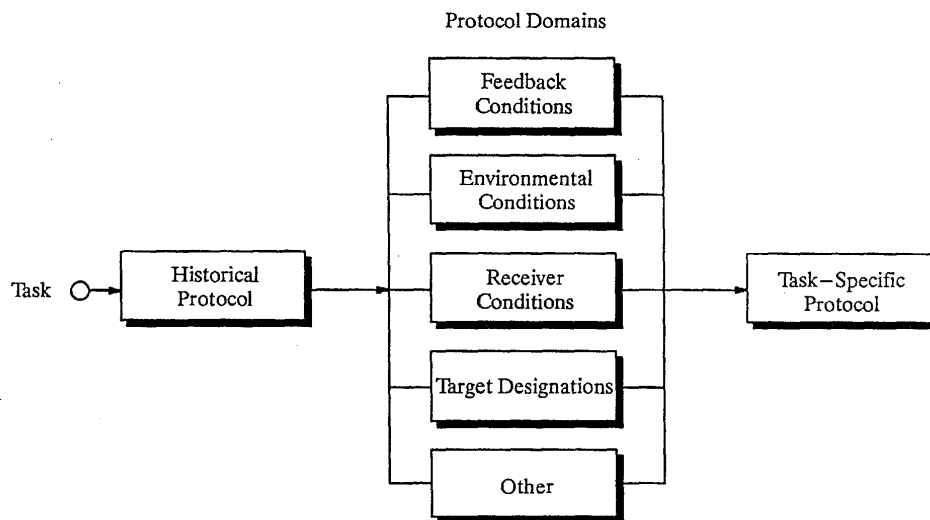 Protocol Domains
Feedback
Conditions
Environmental
Conditions
Task
Historical
Protocol
Receiver
Conditions
Task–Specific
Protocol
Target Designations
Other